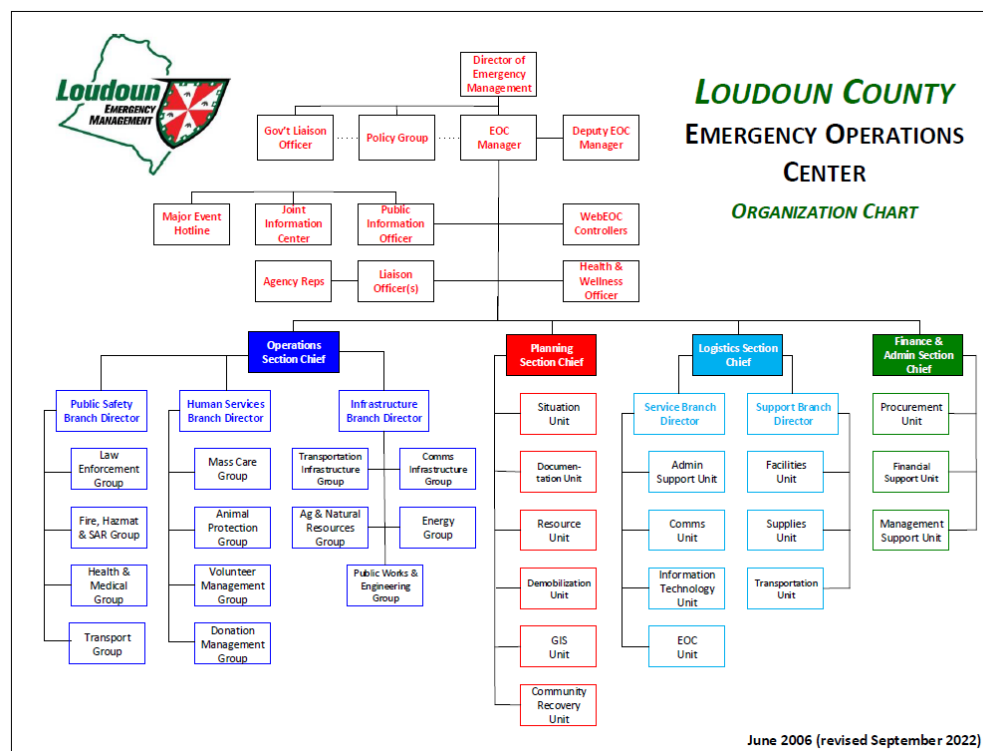 Loudoun
EMERGENCY
MANAGEMENT
LOUDOUN COUNTY
EMERGENCY OPERATIONS
CENTER
ORGANIZATION CHART
Director of
Emergency
Management
Gov't Liaison
Officer
Policy Group
EOC
Manager
Deputy EOC
Manager
Major Event
Hotline
Joint
Information
Center
Public
Information
Officer
WebEOC
Controllers
Agency Reps
Liaison
Officer(s)
Health &
Wellness
Officer
Operations
Section Chief
Planning
Section Chief
Logistics Section
Chief
Finance &
Admin Section
Chief
Public Safety
Branch Director
Human Services
Branch Director
Infrastructure
Branch Director
Law
Enforcement
Group
Fire, Hazmat
& SAR Group
Health &
Medical
Group
Transport
Group
Mass Care
Group
Animal
Protection
Group
Volunteer
Management
Group
Donation
Management
Group
Transportation
Infrastructure
Group
Comms
Infrastructure
Group
Ag & Natural
Resources
Group
Energy
Group
Public Works &
Engineering
Group
Situation
Unit
Documen-
tation Unit
Resource
Unit
Demobilization
Unit
GIS
Unit
Community
Recovery
Unit
Service Branch
Director
Admin
Support Unit
Comms
Unit
Information
Technology
Unit
EOC
Unit
Support Branch
Director
Facilities
Unit
Supplies
Unit
Transportation
Unit
Procurement
Unit
Financial
Support Unit
Management
Support Unit
June 2006 (revised September 2022)